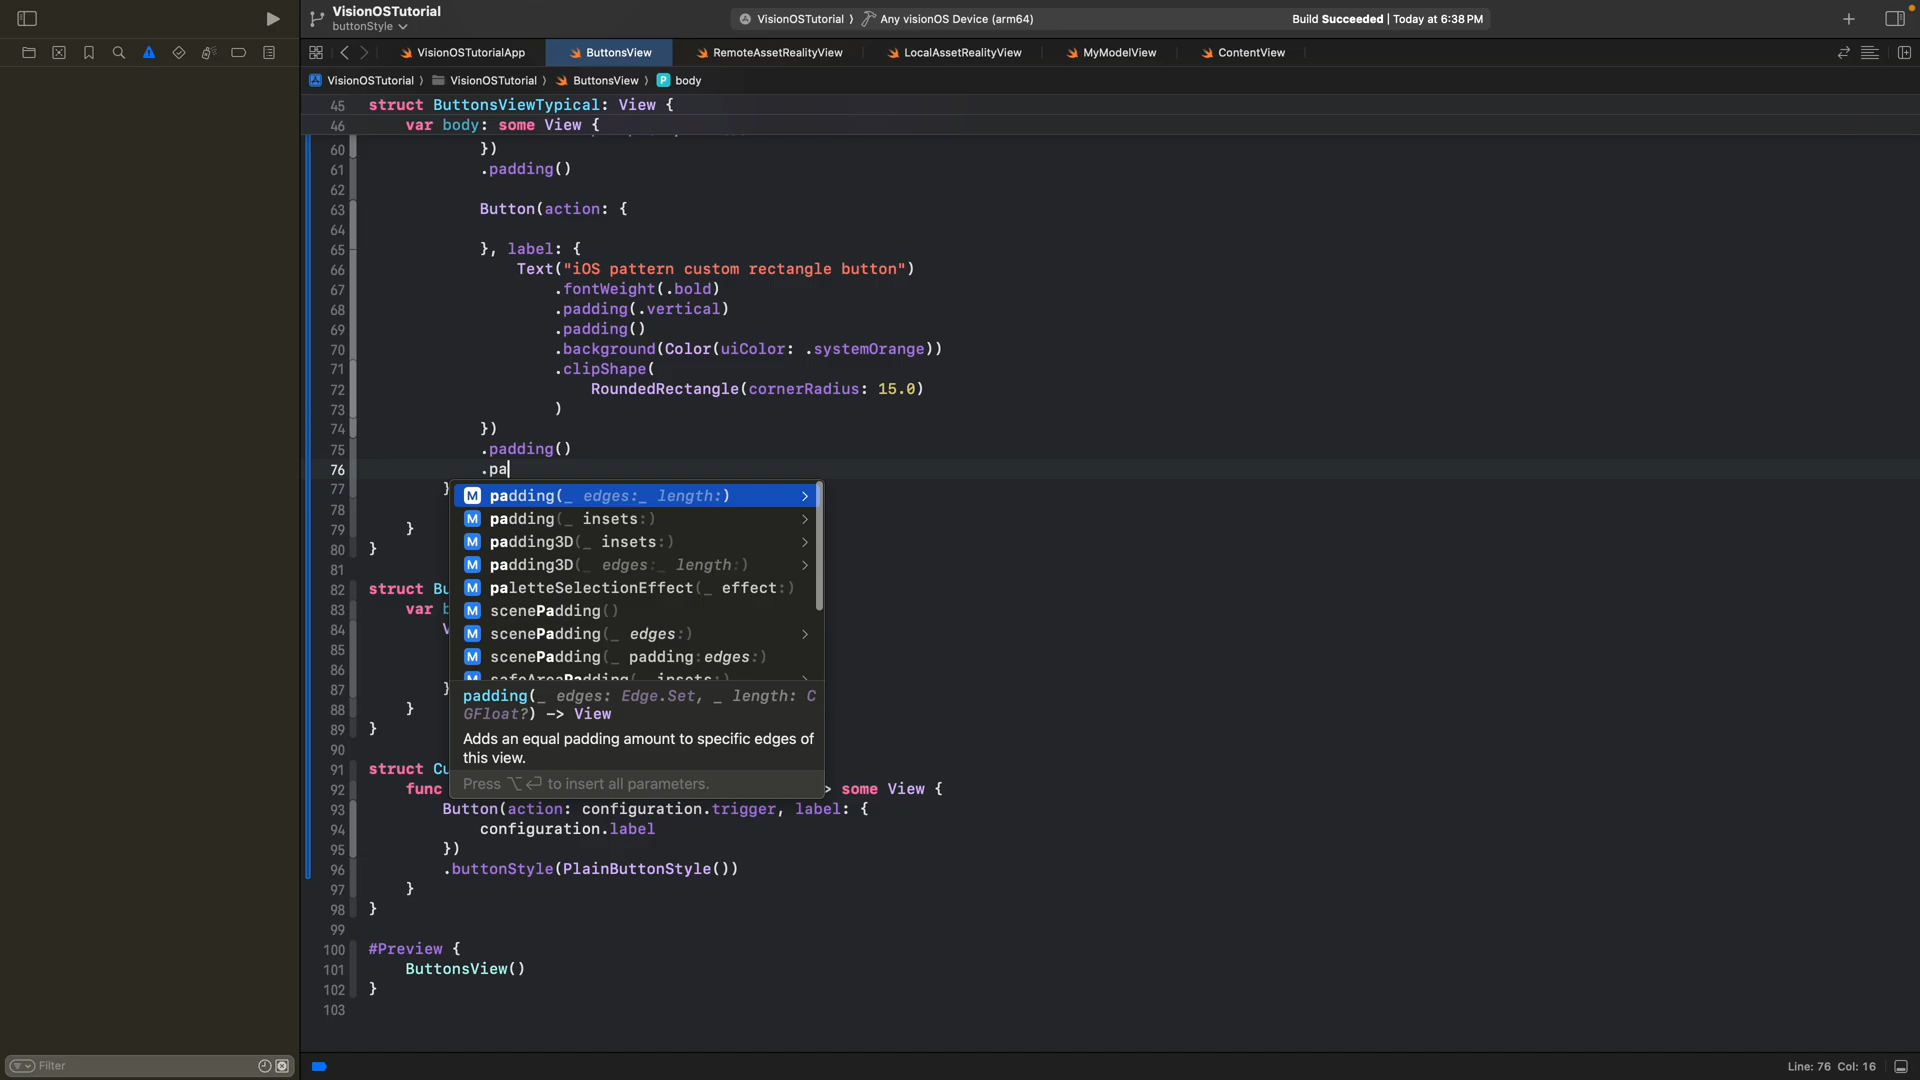 VisionOSTutorial
buttonStyle
VisionOSTutorial
Any visionOS Device (arm64)
Build Succeeded | Today at 6:38 PM
VisionOSTutorialApp
ButtonsView
RemoteAssetRealityView
LocalAssetRealityView
MyModelView
ContentView
VisionOSTutorial
VisionOSTutorial
ButtonsView
P body
45 struct ButtonsViewTypical: View {
46 var body: some View {
60 })
61 .padding()
62
63 Button(action: {
64
65 }, label: {
66 Text("iOS pattern custom rectangle button")
67 .fontWeight(.bold)
68 .padding(.vertical)
69 .padding()
70 .background(Color(uiColor: .systemOrange))
71 .clipShape(
72 RoundedRectangle(cornerRadius: 15.0)
73 )
74 })
75 .padding()
76 .pa
77 }
M padding(_ edges:_ length:)
78
M padding(_ insets:)
79 }
M padding3D(_ insets:)
80 }
M padding3D(_ edges:_ length:)
81
M paletteSelectionEffect(_ effect:)
82 struct Bu
M scenePadding()
83 var b
M scenePadding(_ edges:)
84 V
M scenePadding(_ padding:edges:)
85
M safeAreaPadding(_ insets:)
86
87 }
padding(_ edges: Edge.Set, _ length: C
GFloat?) -> View
88 }
89 }
Adds an equal padding amount to specific edges of
this view.
90
91 struct Cu
Press ⌥⏎ to insert all parameters.
92 func > some View {
93 Button(action: configuration.trigger, label: {
94 configuration.label
95 })
96 .buttonStyle(PlainButtonStyle())
97 }
98 }
99
100 #Preview {
101 ButtonsView()
102 }
103
Filter
Line: 76 Col: 16